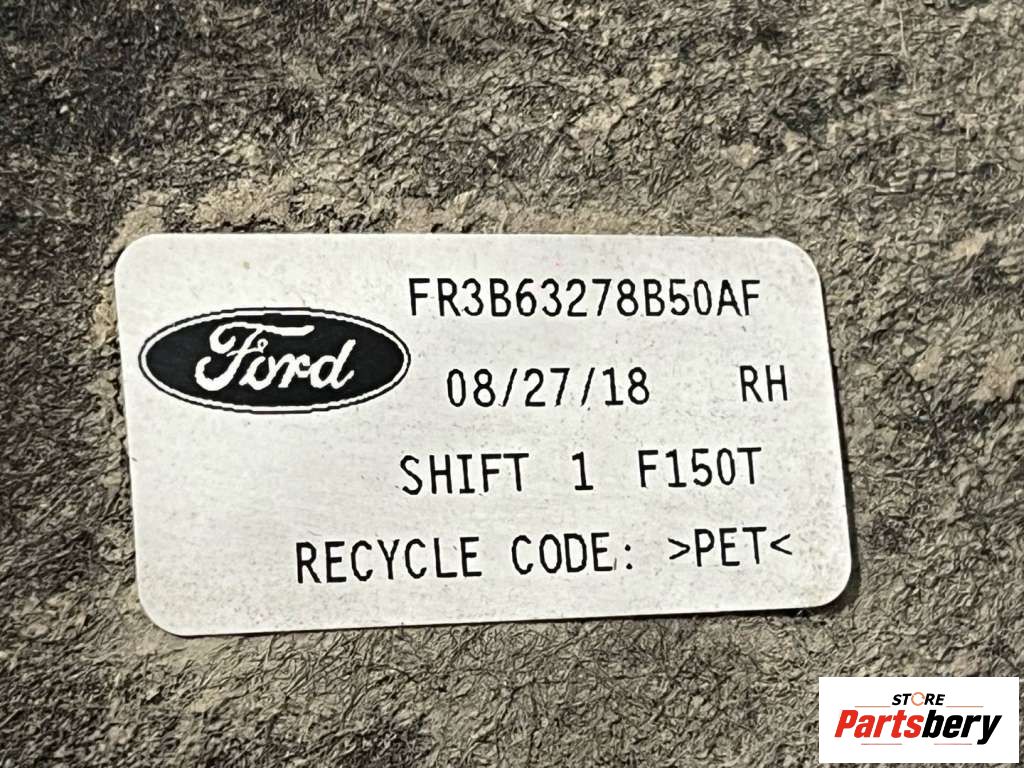 FR3B63278B50AF
Ford
08/27/18 RH
SHIFT 1 F150T
RECYCLE CODE: >PET<
STORE
Partsbery